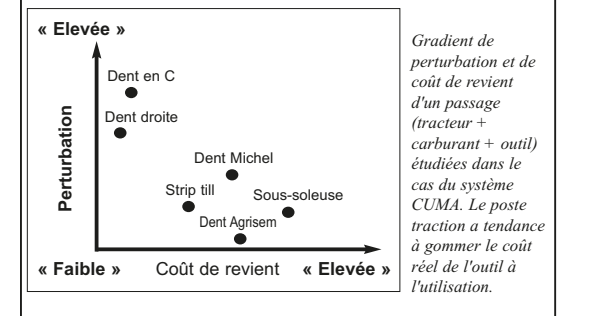 « Elevée »
Dent en C
Dent droite
Perturbation
Dent Michel
Strip till
Sous-soleuse
Dent Agrisem
« Faible »
Coût de revient
« Elevée »
Gradient de
perturbation et de
coût de revient
d'un passage
(tracteur +
carburant + outil)
étudiées dans le
cas du système
CUMA. Le poste
traction a tendance
à gommer le coût
réel de l'outil à
l'utilisation.